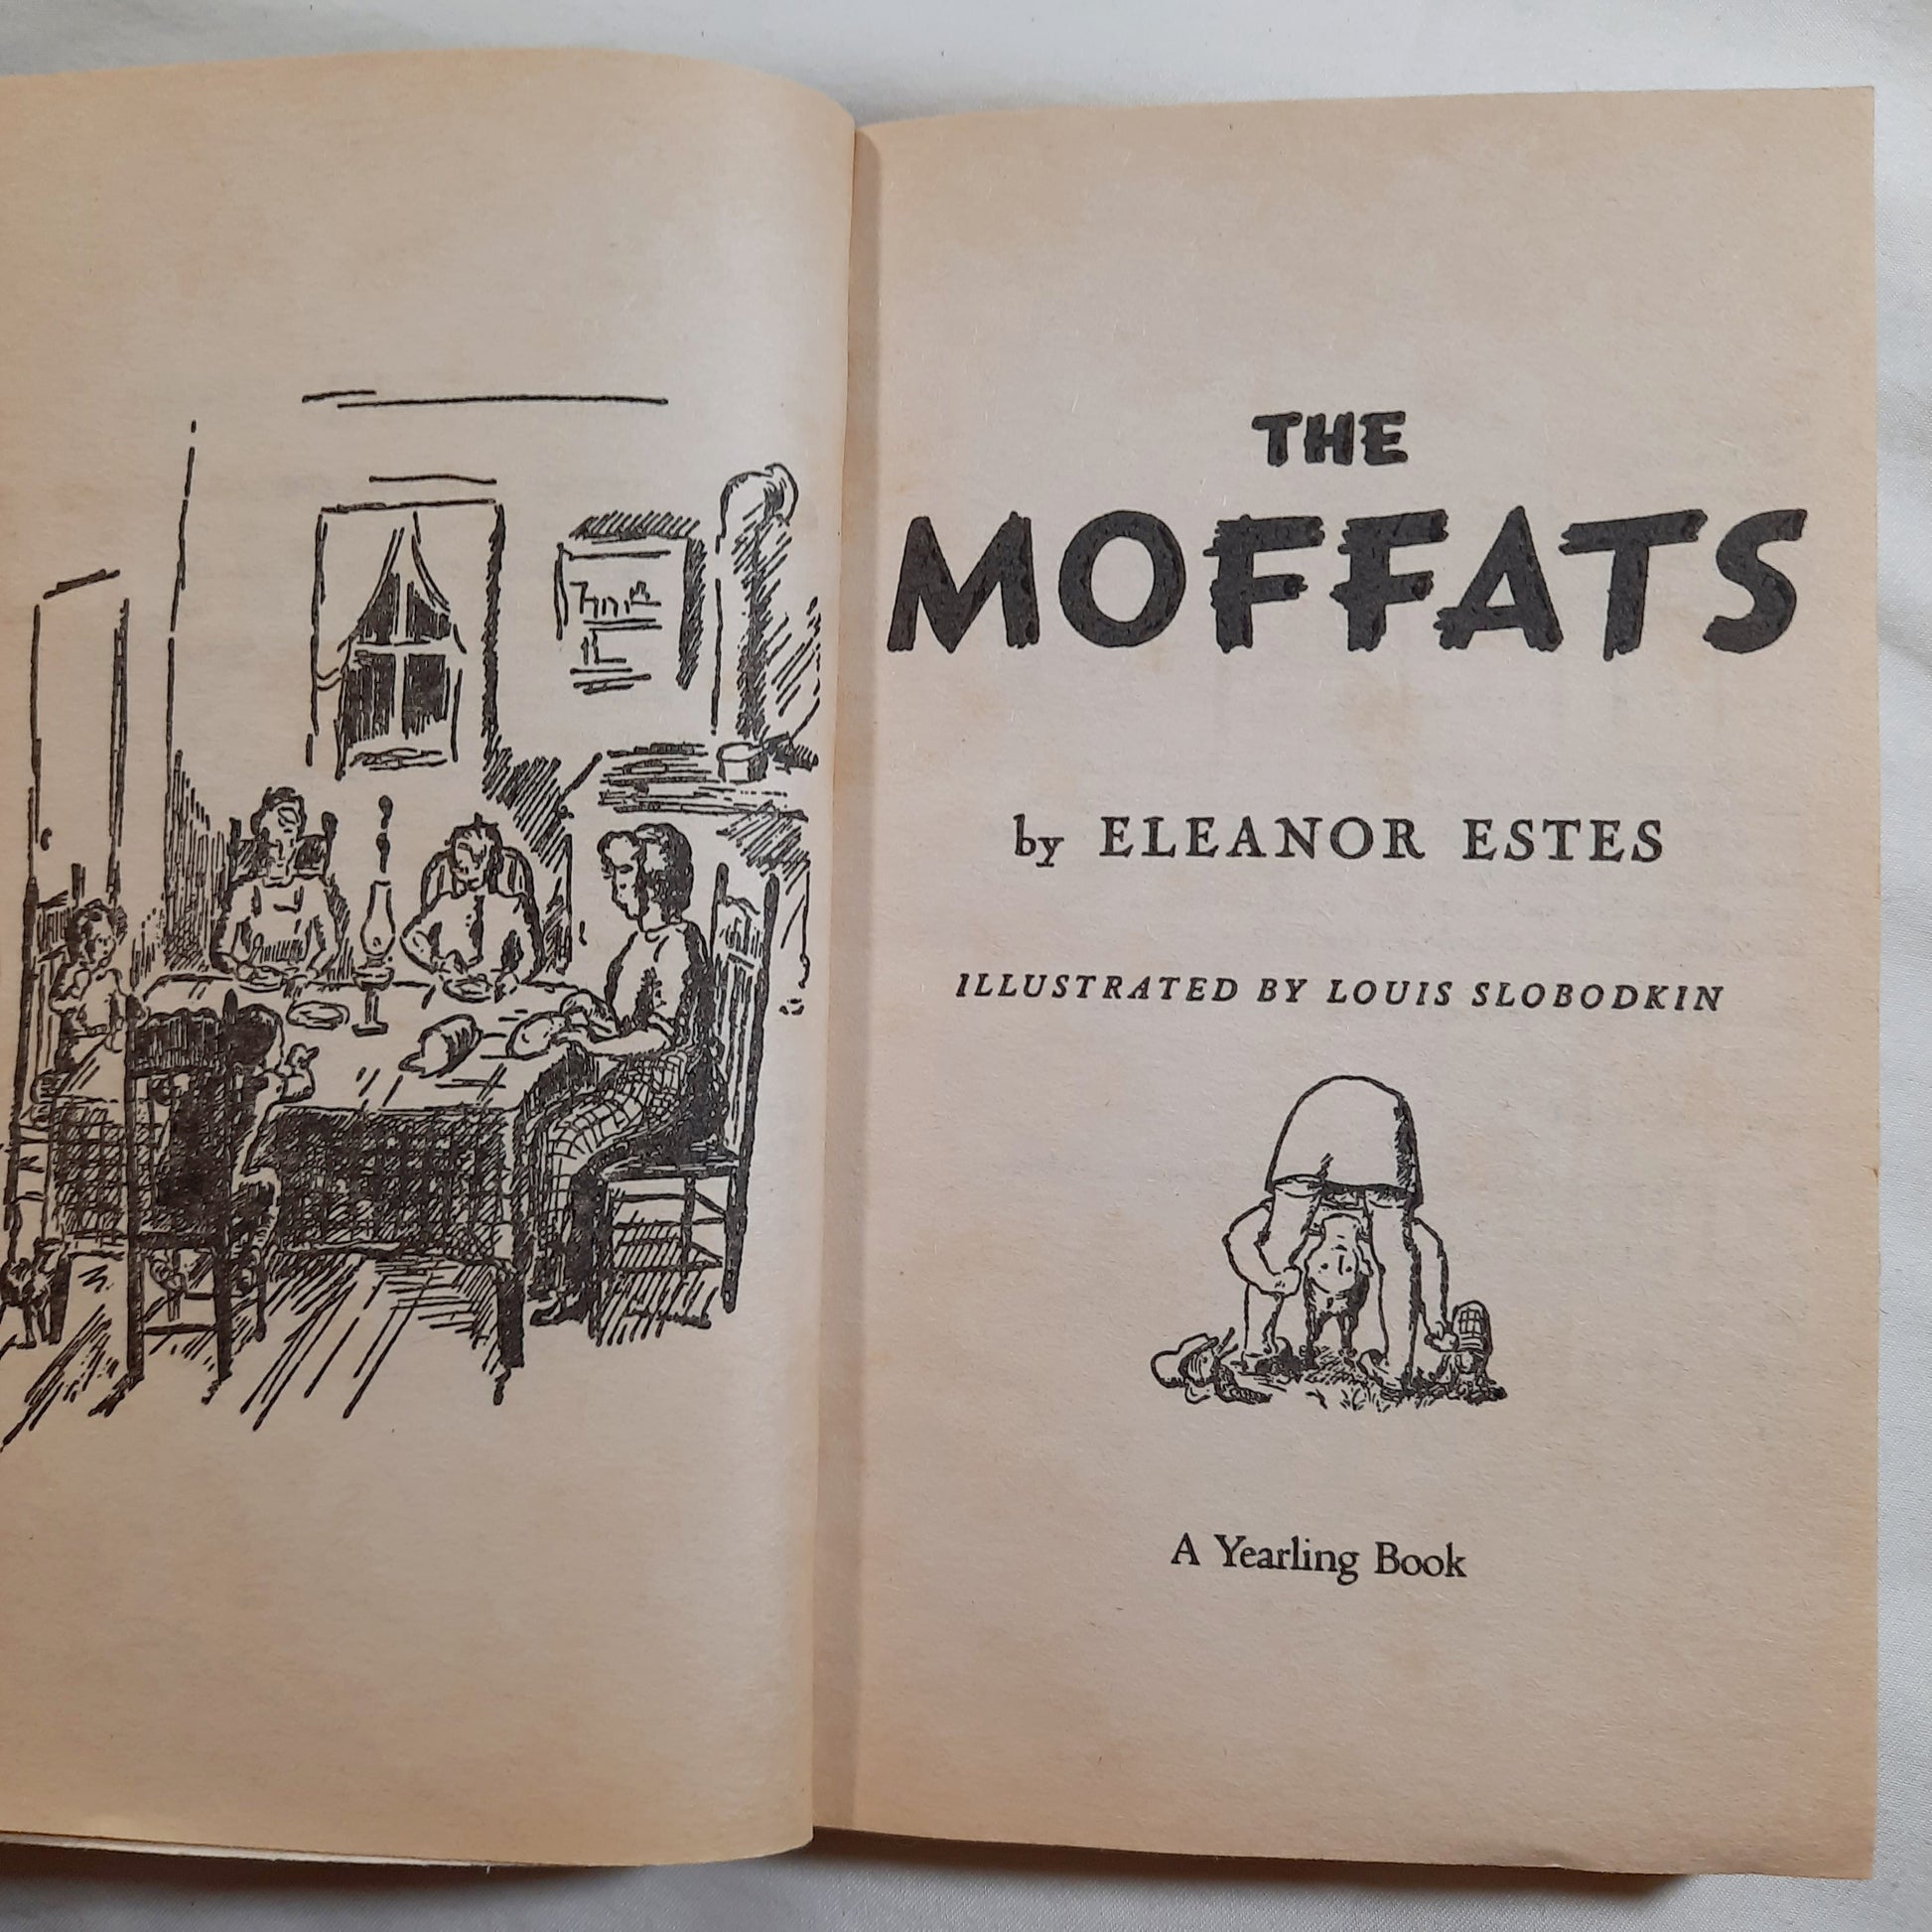 THE
MOFFATS
by ELEANOR ESTES
ILLUSTRATED BY LOUIS SLOBODKIN
A Yearling Book